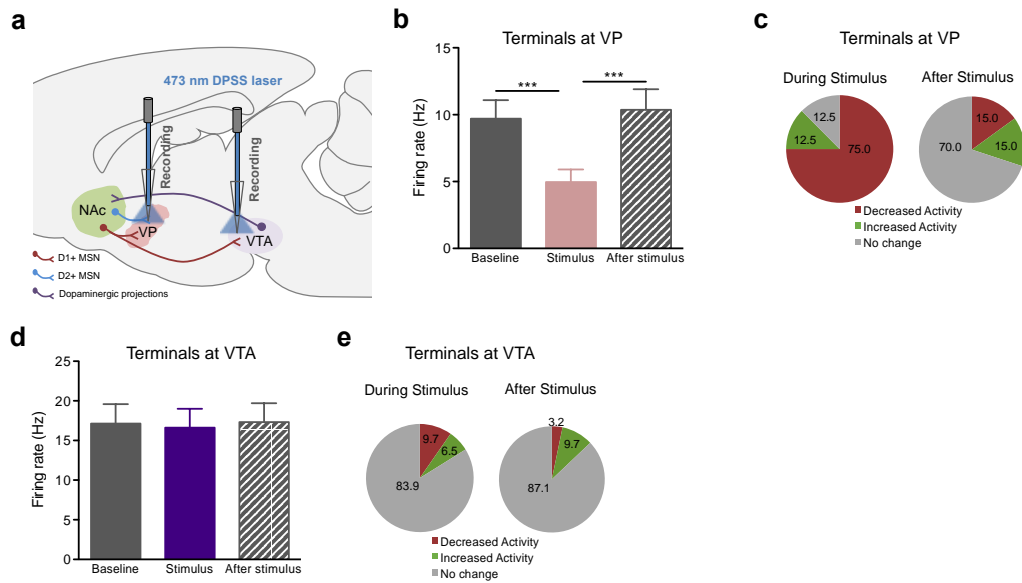 a
473 nm DPSS laser
Recording
Recording
NAc
VP
VTA
D1+ MSN
D2+ MSN
Dopaminergic projections
b
Terminals at VP
Firing rate (Hz)
15
10
5
0
***
***
Baseline
Stimulus
After stimulus
c
Terminals at VP
During Stimulus
After Stimulus
12.5
12.5
75.0
15.0
15.0
70.0
Decreased Activity
Increased Activity
No change
d
Terminals at VTA
Firing rate (Hz)
25
20
15
10
5
0
Baseline
Stimulus
After stimulus
e
Terminals at VTA
During Stimulus
After Stimulus
9.7
6.5
83.9
3.2
9.7
87.1
Decreased Activity
Increased Activity
No change